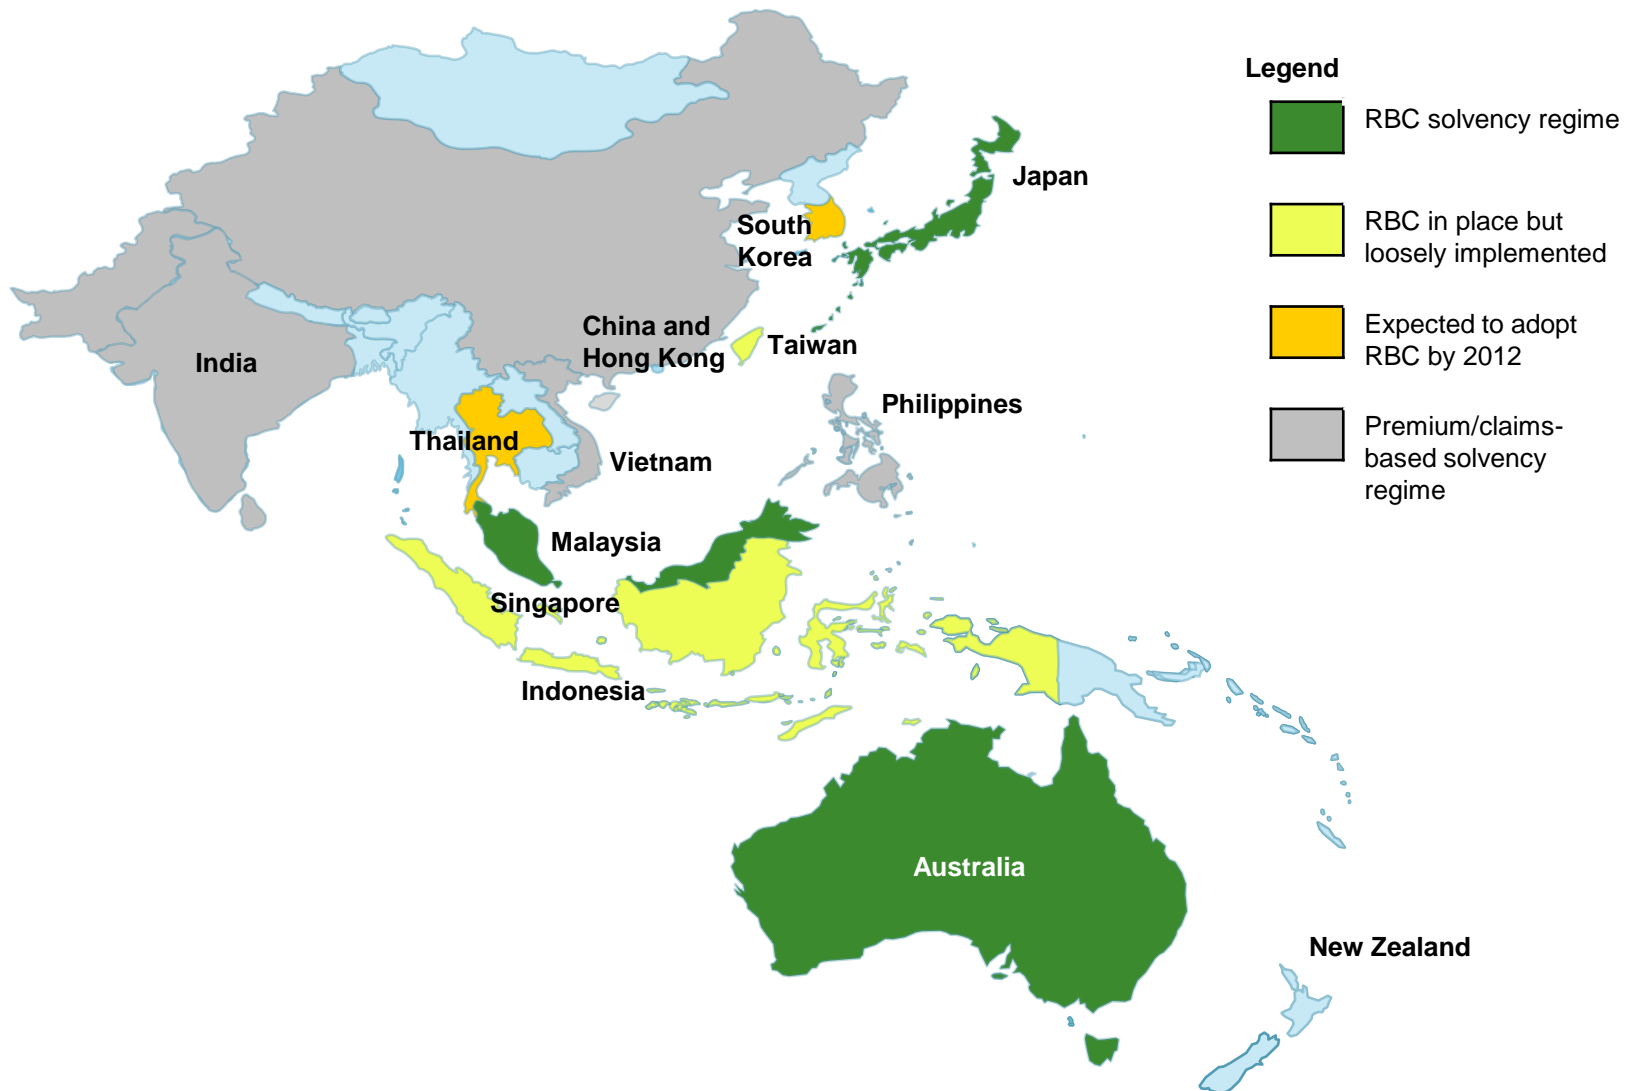 Legend
RBC solvency regime
Japan
RBC in place but
loosely implemented
South
Korea
Expected to adopt
RBC by 2012
China and
Hong Kong
Taiwan
India
Philippines
Premium/claims-
based solvency
regime
Thailand
Vietnam
Malaysia
Singapore
Indonesia
Australia
New Zealand